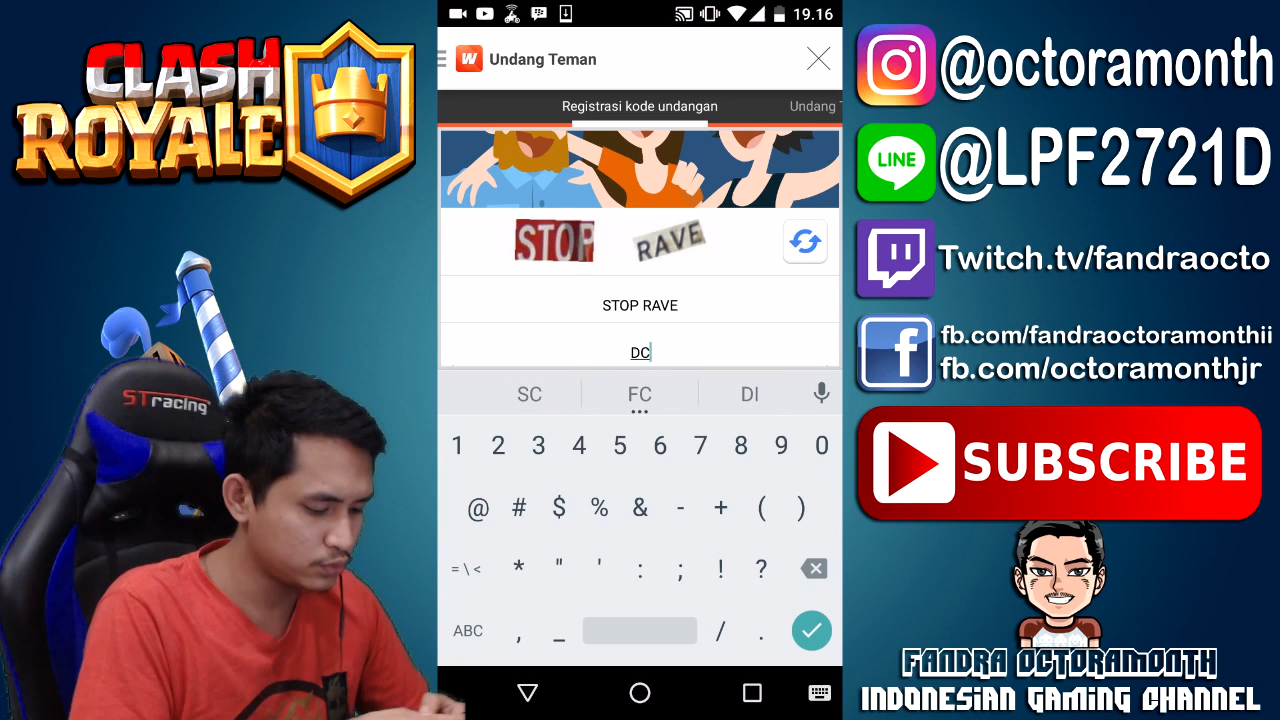 CLASH
ROYALE
STracing
19.16
W Undang Teman
Registrasi kode undangan
Undang T
STOP RAVE
STOP RAVE
DC
SC FC DI
1 2 3 4 5 6 7 8 9 0
@ # $ % & - + ( )
= \ < * " ' : ; ! ?
ABC , _ / .
@octoramonth
LINE @LPF2721D
Twitch.tv/fandraocto
fb.com/fandraoctoramonthii
fb.com/octoramonthjr
SUBSCRIBE
FANDRA OCTORAMONTH
INDONESIAN GAMING CHANNEL